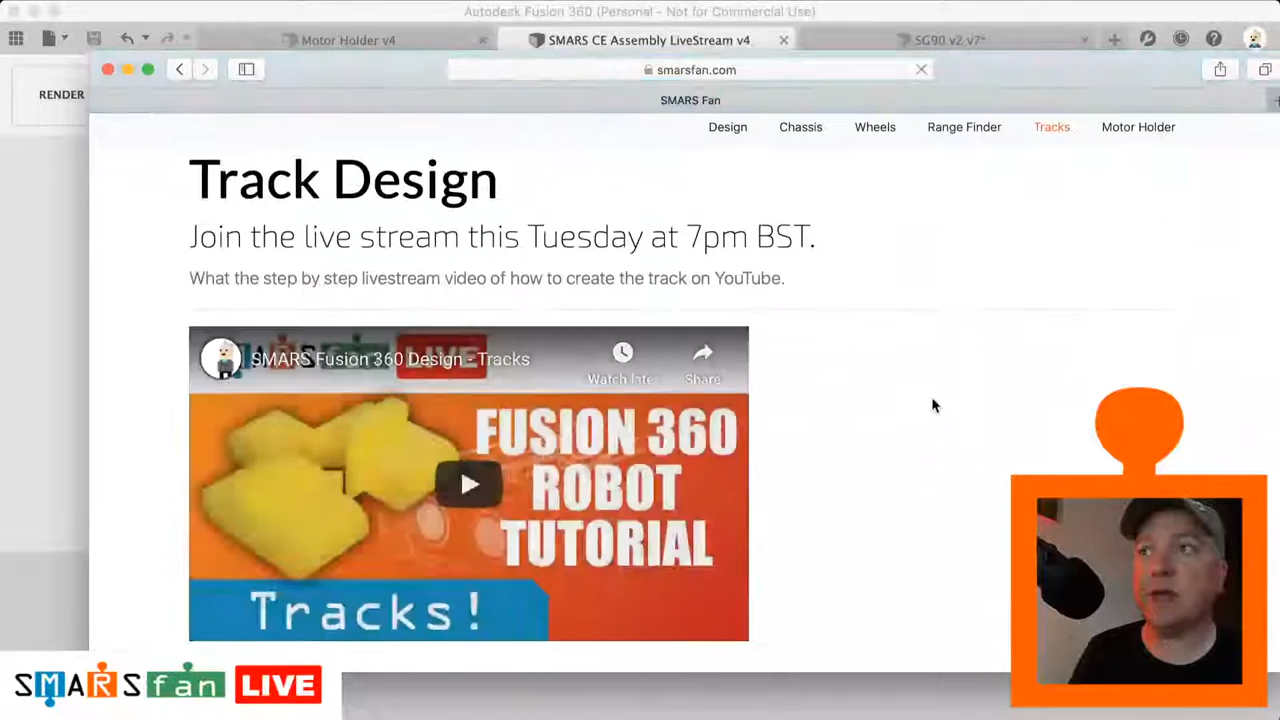 Autodesk Fusion 360 (Personal - Not for Commercial Use)
Motor Holder v4
SMARS CE Assembly LiveStream v4
SG90 v2 v7*
RENDER
smarsfan.com
SMARS Fan
Design
Chassis
Wheels
Range Finder
Tracks
Motor Holder
Track Design
Join the live stream this Tuesday at 7pm BST.
What the step by step livestream video of how to create the track on YouTube.
SMARS Fusion 360 Design - Tracks
Watch later
Share
FUSION 360
ROBOT
TUTORIAL
Tracks!
SMARSfan LIVE